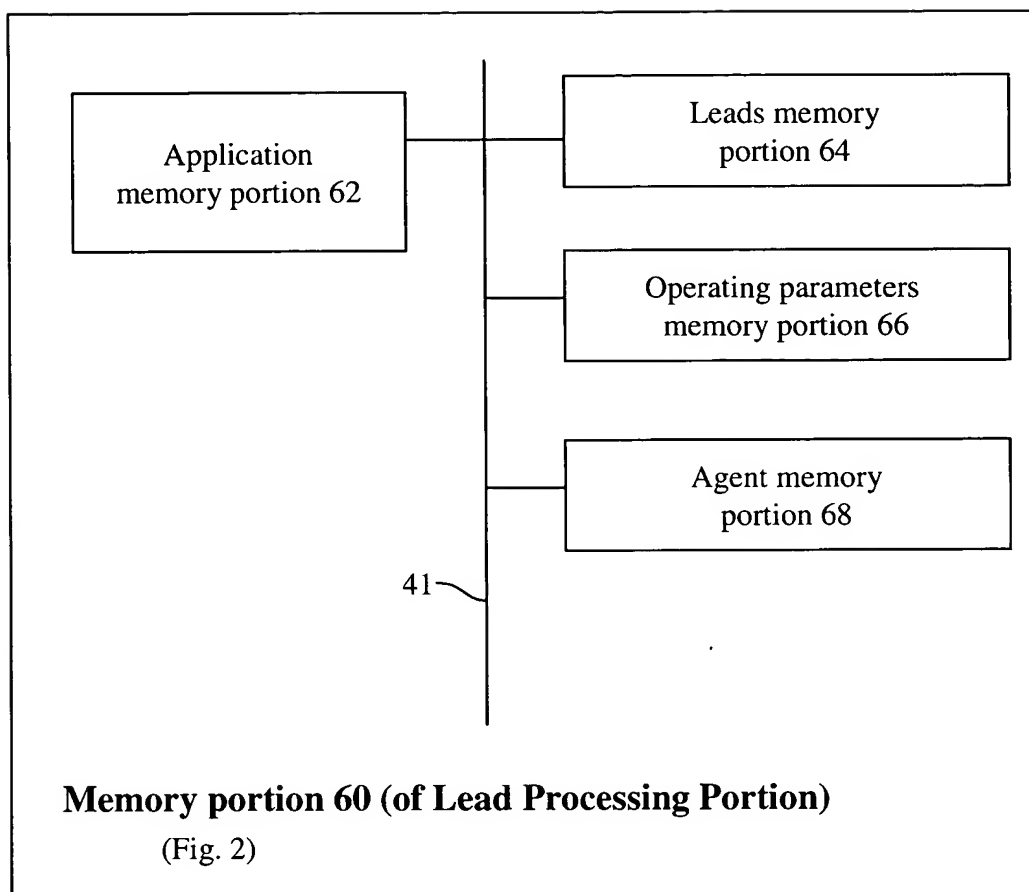 Application
memory portion 62
Leads memory
portion 64
Operating parameters
memory portion 66
Agent memory
portion 68
41
Memory portion 60 (of Lead Processing Portion)
(Fig. 2)